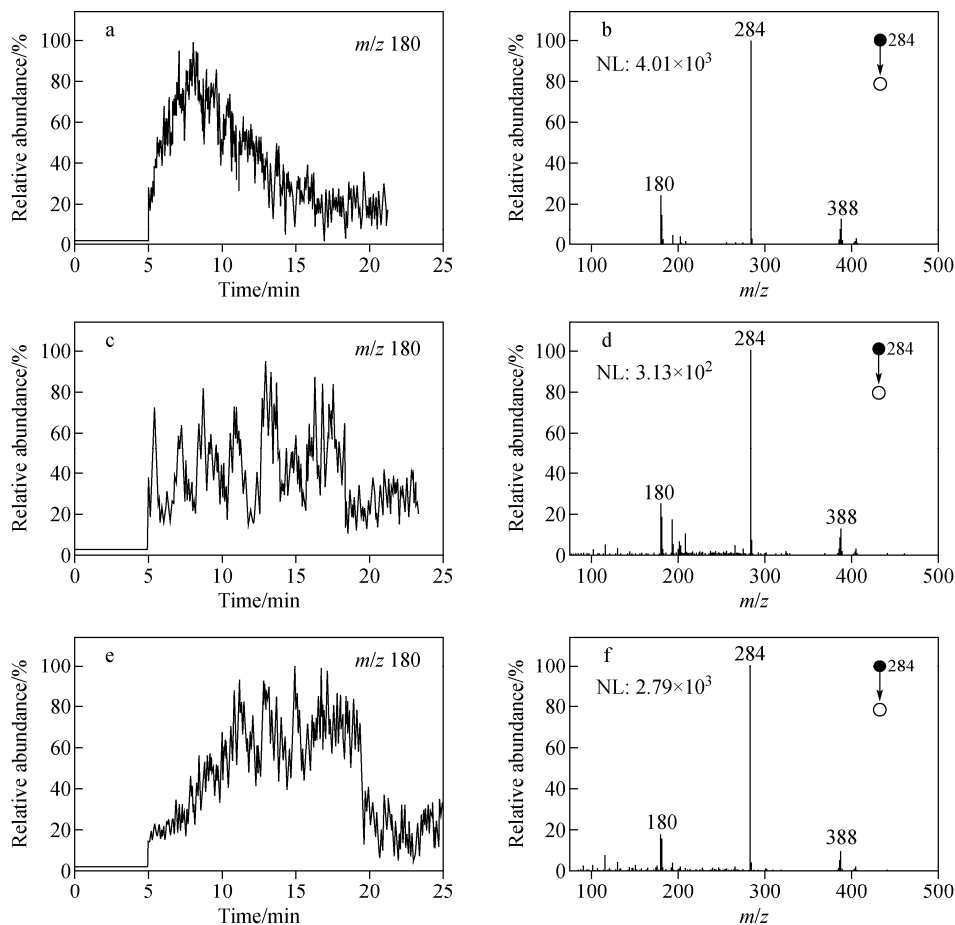 a
m/z 180
Relative abundance/%
100
80
60
40
20
0
0 5 10 15 20 25
Time/min
b
284
NL: 4.01×10³
284
180
388
Relative abundance/%
100
80
60
40
20
0
100 200 300 400 500
m/z
c
m/z 180
Relative abundance/%
100
80
60
40
20
0
0 5 10 15 20 25
Time/min
d
284
NL: 3.13×10²
284
180
388
Relative abundance/%
100
80
60
40
20
0
100 200 300 400 500
m/z
e
m/z 180
Relative abundance/%
100
80
60
40
20
0
0 5 10 15 20 25
Time/min
f
284
NL: 2.79×10³
284
180
388
Relative abundance/%
100
80
60
40
20
0
100 200 300 400 500
m/z